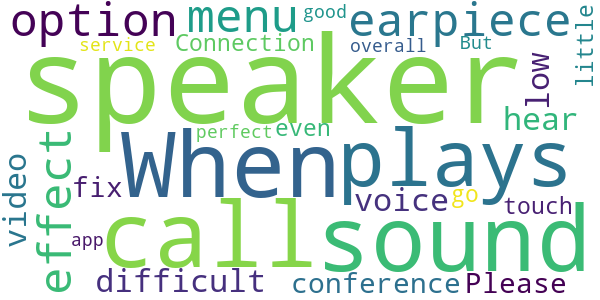 option menu good earpiece
service Connection overall But little
speaker low
perfect even hear
effect When plays
video fix voice go touch
app call sound
difficult conference Please